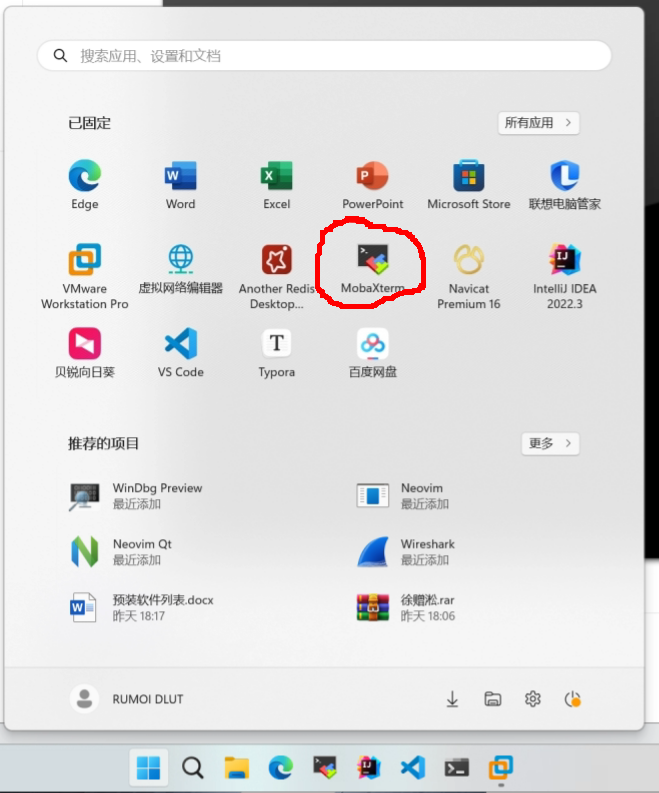 搜索应用、设置和文档
已固定
所有应用
Edge
Word
Excel
PowerPoint
Microsoft Store
联想电脑管家
VMware
Workstation Pro
虚拟网络编辑器
Another Redis
Desktop...
MobaXterm
Navicat
Premium 16
IntelliJ IDEA
2022.3
贝锐向日葵
VS Code
Typora
百度网盘
推荐的项目
更多
WinDbg Preview
最近添加
Neovim
最近添加
Neovim Qt
最近添加
Wireshark
最近添加
预装软件列表.docx
昨天 18:17
徐赠淞.rar
昨天 18:06
RUMOI DLUT